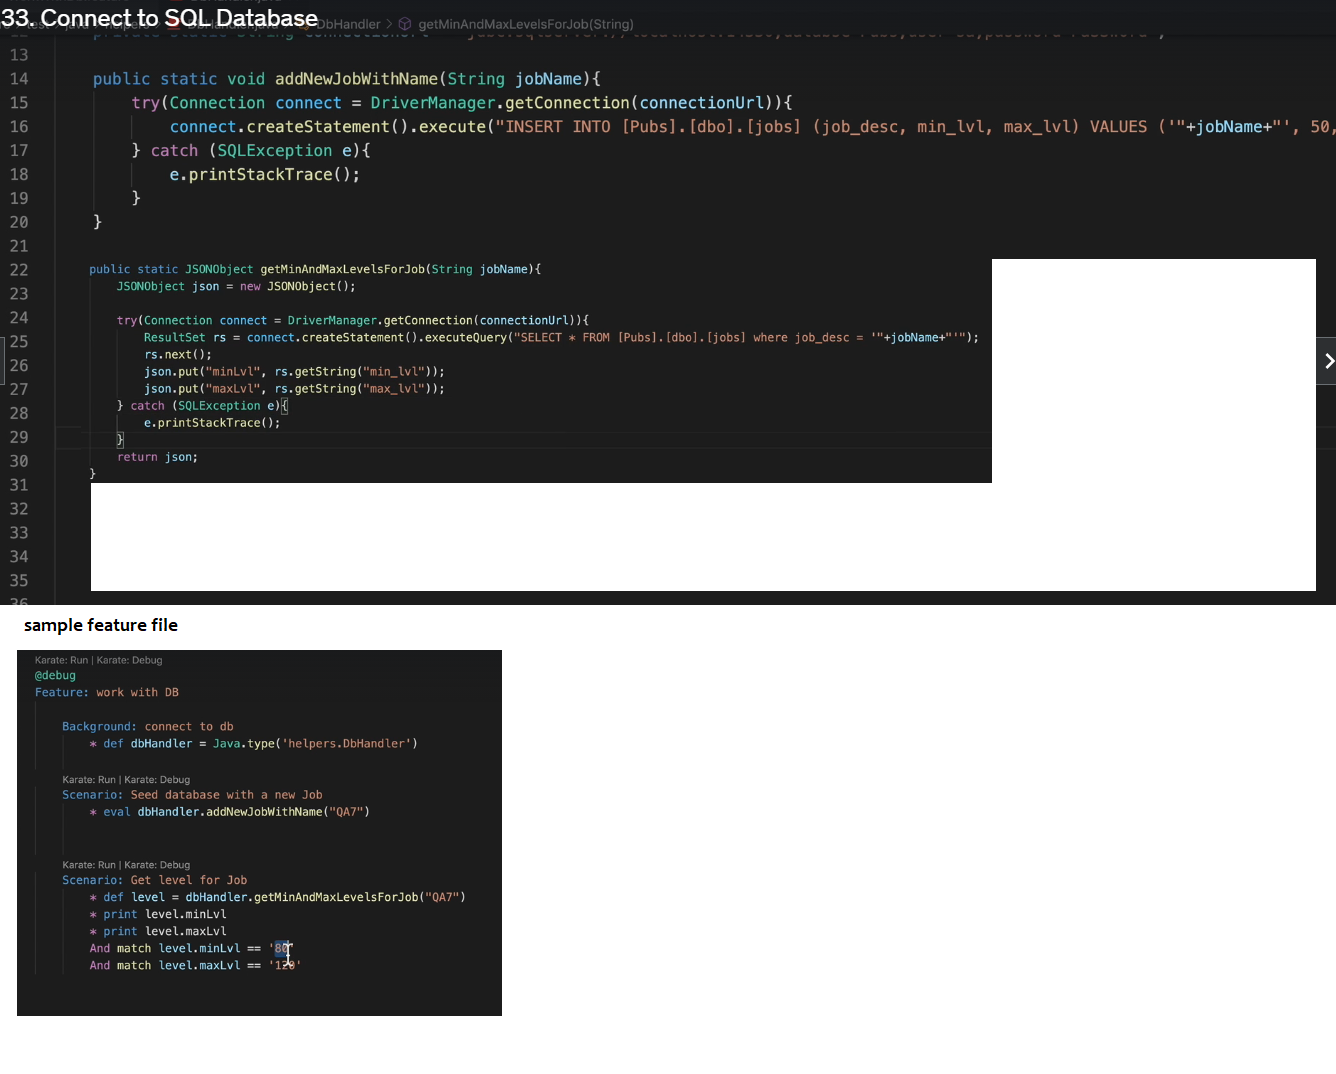 33. Connect to SQL Database
DbHandler > getMinAndMaxLevelsForJob(String)
13
14 public static void addNewJobWithName(String jobName){
15 try(Connection connect = DriverManager.getConnection(connectionUrl)){
16 connect.createStatement().execute("INSERT INTO [Pubs].[dbo].[jobs] (job_desc, min_lvl, max_lvl) VALUES ('"+jobName+"', 50,
17 } catch (SQLException e){
18 e.printStackTrace();
19 }
20 }
21
22 public static JSONObject getMinAndMaxLevelsForJob(String jobName){
23 JSONObject json = new JSONObject();
24 try(Connection connect = DriverManager.getConnection(connectionUrl)){
25 ResultSet rs = connect.createStatement().executeQuery("SELECT * FROM [Pubs].[dbo].[jobs] where job_desc = '"+jobName+"'");
rs.next();
26 json.put("minLvl", rs.getString("min_lvl"));
27 json.put("maxLvl", rs.getString("max_lvl"));
28 } catch (SQLException e){
e.printStackTrace();
29 }
30 return json;
31 }
32
33
34
35
36
sample feature file
Karate: Run | Karate: Debug
@debug
Feature: work with DB
Background: connect to db
* def dbHandler = Java.type('helpers.DbHandler')
Karate: Run | Karate: Debug
Scenario: Seed database with a new Job
* eval dbHandler.addNewJobWithName("QA7")
Karate: Run | Karate: Debug
Scenario: Get level for Job
* def level = dbHandler.getMinAndMaxLevelsForJob("QA7")
* print level.minLvl
* print level.maxLvl
And match level.minLvl == '80'
And match level.maxLvl == '120'